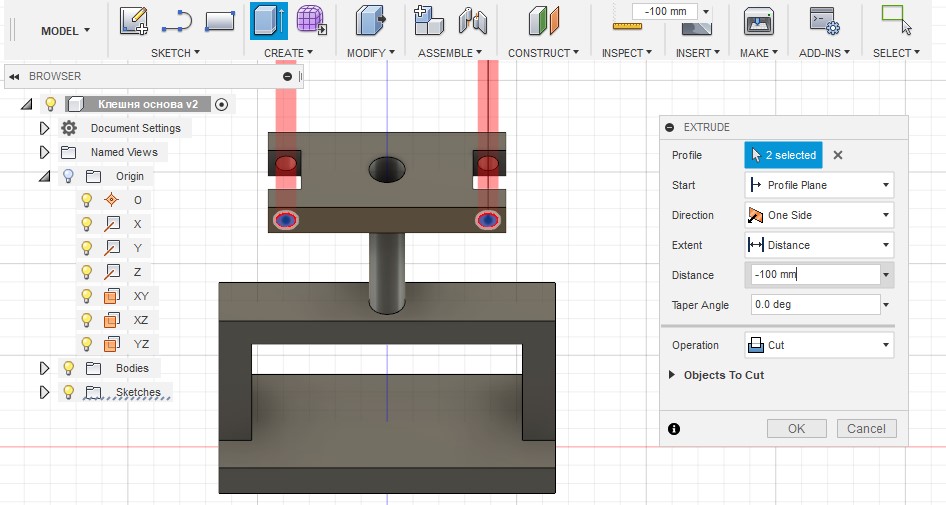 -100 mm
MODEL
SKETCH
CREATE
MODIFY
ASSEMBLE
CONSTRUCT
INSPECT
INSERT
MAKE
ADD-INS
SELECT
BROWSER
Клешня основа v2
Document Settings
Named Views
Origin
O
X
Y
Z
XY
XZ
YZ
Bodies
Sketches
EXTRUDE
Profile 2 selected
Start Profile Plane
Direction One Side
Extent Distance
Distance -100 mm
Taper Angle 0.0 deg
Operation Cut
Objects To Cut
OK Cancel